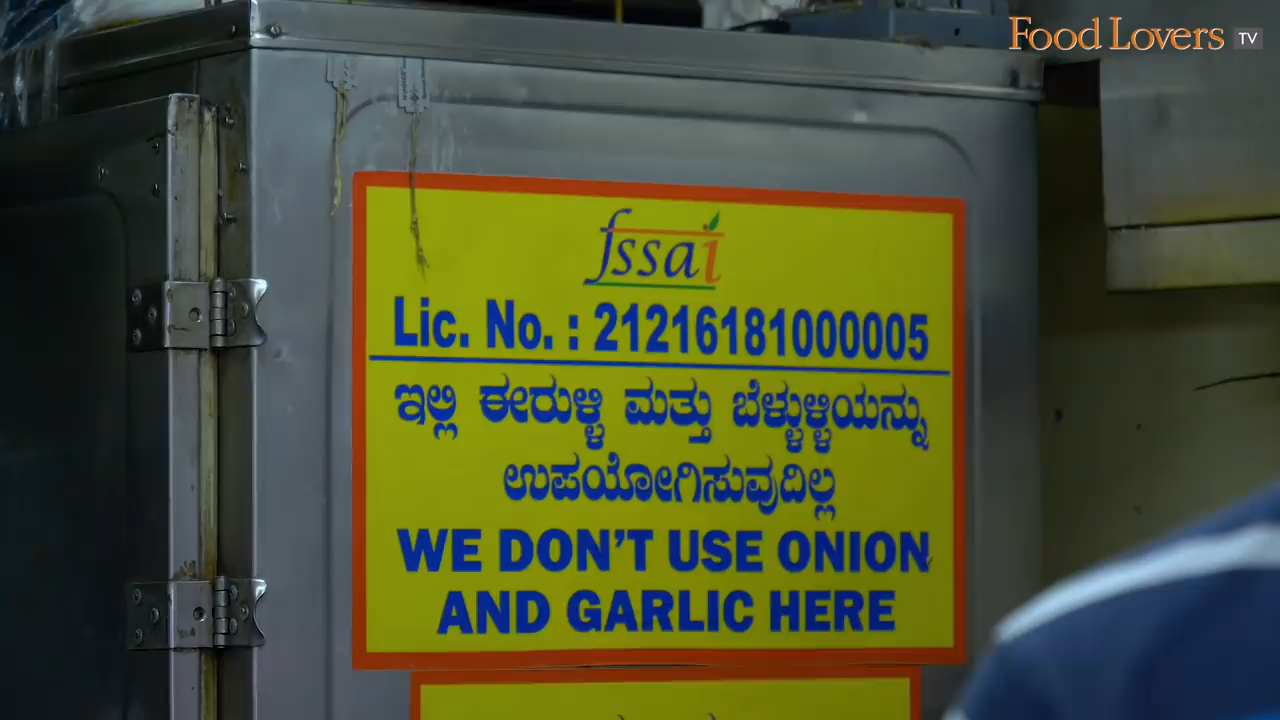 Food Lovers TV
fssai
Lic. No. : 21216181000005
ಇಲ್ಲಿ ಈರುಳ್ಳಿ ಮತ್ತು ಬೆಳ್ಳುಳ್ಳಿಯನ್ನು
ಉಪಯೋಗಿಸುವುದಿಲ್ಲ
WE DON'T USE ONION
AND GARLIC HERE